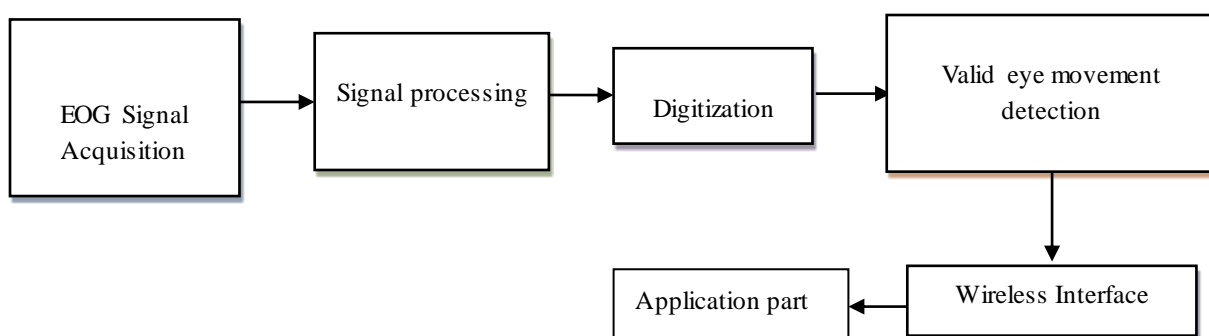 EOG Signal
Acquisition
Signal processing
Digitization
Valid eye movement
detection
Wireless Interface
Application part